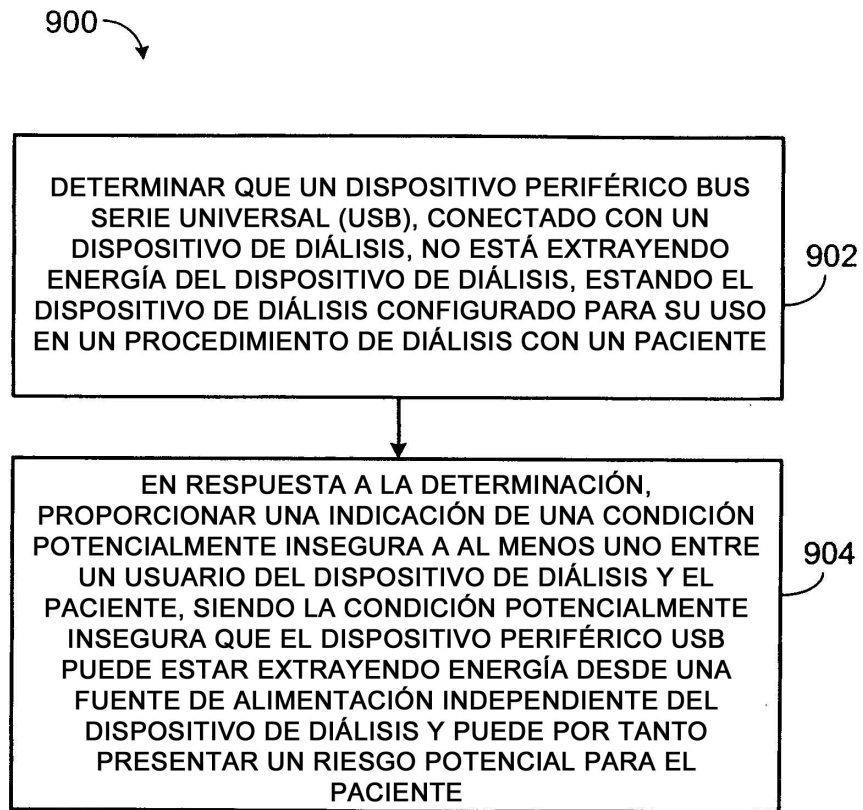 900
DETERMINAR QUE UN DISPOSITIVO PERIFÉRICO BUS
SERIE UNIVERSAL (USB), CONECTADO CON UN
DISPOSITIVO DE DIÁLISIS, NO ESTÁ EXTRAYENDO
ENERGÍA DEL DISPOSITIVO DE DIÁLISIS, ESTANDO EL
DISPOSITIVO DE DIÁLISIS CONFIGURADO PARA SU USO
EN UN PROCEDIMIENTO DE DIÁLISIS CON UN PACIENTE
902
EN RESPUESTA A LA DETERMINACIÓN,
PROPORCIONAR UNA INDICACIÓN DE UNA CONDICIÓN
POTENCIALMENTE INSEGURA A AL MENOS UNO ENTRE
UN USUARIO DEL DISPOSITIVO DE DIÁLISIS Y EL
PACIENTE, SIENDO LA CONDICIÓN POTENCIALMENTE
INSEGURA QUE EL DISPOSITIVO PERIFÉRICO USB
PUEDE ESTAR EXTRAYENDO ENERGÍA DESDE UNA
FUENTE DE ALIMENTACIÓN INDEPENDIENTE DEL
DISPOSITIVO DE DIÁLISIS Y PUEDE POR TANTO
PRESENTAR UN RIESGO POTENCIAL PARA EL
PACIENTE
904